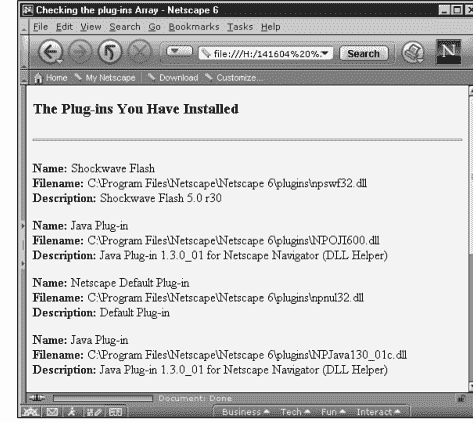 Checking the plug-ins Array - Netscape 6
File Edit View Search Go Bookmarks Tasks Help
file:///H:/141604%20%. Search N
Home My Netscape Download Customize...
The Plug-ins You Have Installed
Name: Shockwave Flash
Filename: C:\Program Files\Netscape\Netscape 6\plugins\npswf32.dll
Description: Shockwave Flash 5.0 r30
Name: Java Plug-in
Filename: C:\Program Files\Netscape\Netscape 6\plugins\NPOJI600.dll
Description: Java Plug-in 1.3.0_01 for Netscape Navigator (DLL Helper)
Name: Netscape Default Plug-in
Filename: C:\Program Files\Netscape\Netscape 6\plugins\npnul32.dll
Description: Default Plug-in
Name: Java Plug-in
Filename: C:\Program Files\Netscape\Netscape 6\plugins\NPJava130_01c.dll
Description: Java Plug-in 1.3.0_01 for Netscape Navigator (DLL Helper)
Document: Done
Business Tech Fun Interact